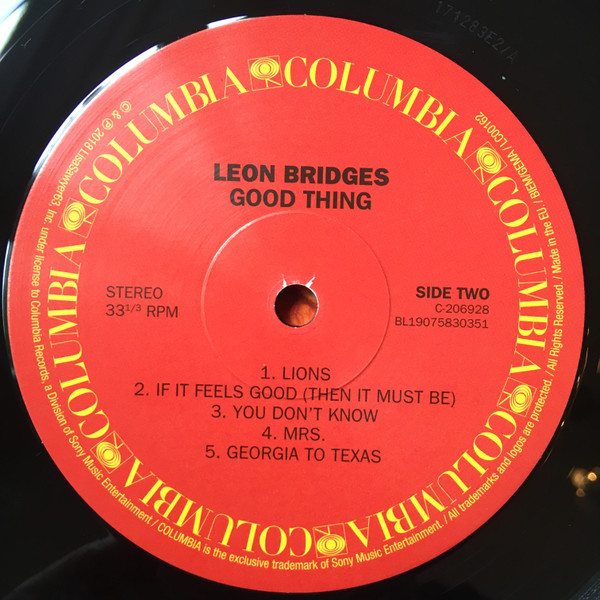 171283E2/A
COLUMBIA COLUMBIA COLUMBIA COLUMBIA COLUMBIA COLUMBIA
LEON BRIDGES
GOOD THING
STEREO
33 1/3 RPM
SIDE TWO
C-206928
BL19075830351
1. LIONS
2. IF IT FEELS GOOD (THEN IT MUST BE)
3. YOU DON'T KNOW
4. MRS.
5. GEORGIA TO TEXAS
© & ℗ 2018 LisaSawyer63, Inc. under license to Columbia Records, a Division of Sony Music Entertainment / COLUMBIA is the exclusive trademark of Sony Music Entertainment. / All trademarks and logos are protected. / All Rights Reserved. / Made in the EU. / BIEM/GEMA / LC00162